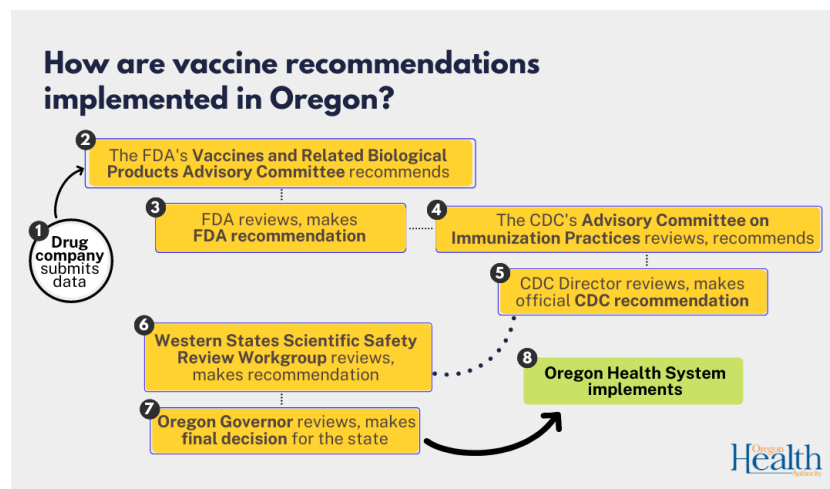 How are vaccine recommendations
implemented in Oregon?
1
Drug
company
submits
data
2
The FDA's Vaccines and Related Biological
Products Advisory Committee recommends
3
FDA reviews, makes
FDA recommendation
4
The CDC's Advisory Committee on
Immunization Practices reviews, recommends
5
CDC Director reviews, makes
official CDC recommendation
6
Western States Scientific Safety
Review Workgroup reviews,
makes recommendation
7
Oregon Governor reviews, makes
final decision for the state
8
Oregon Health System
implements
Oregon
Health
Authority